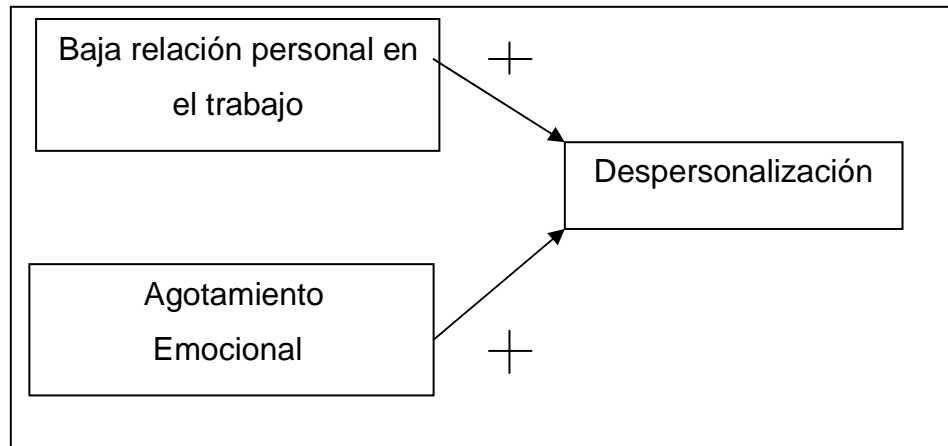 Baja relación personal en
el trabajo
+
Despersonalización
Agotamiento
Emocional
+